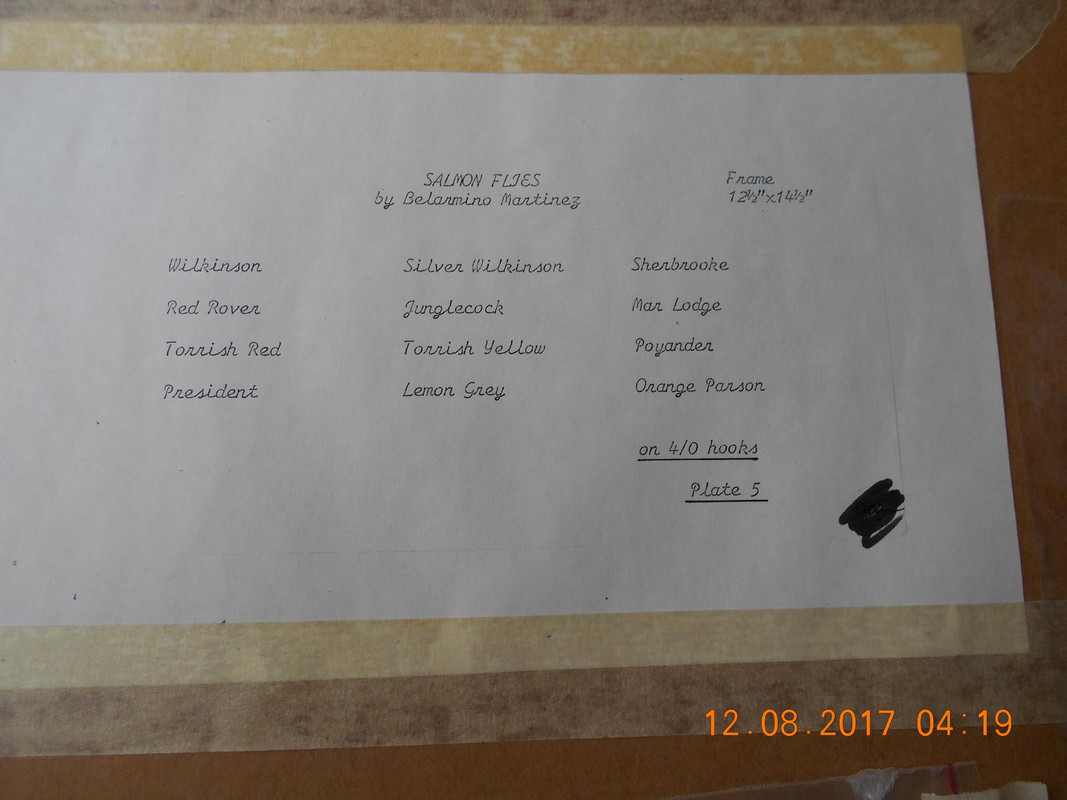 SALMON FLIES
by Belarmino Martinez
Frame
12½"x14½"
Wilkinson Silver Wilkinson Sherbrooke
Red Rover Junglecock Mar Lodge
Torrish Red Torrish Yellow Poyander
President Lemon Grey Orange Parson
on 4/0 hooks
Plate 5
12.08.2017 04:19